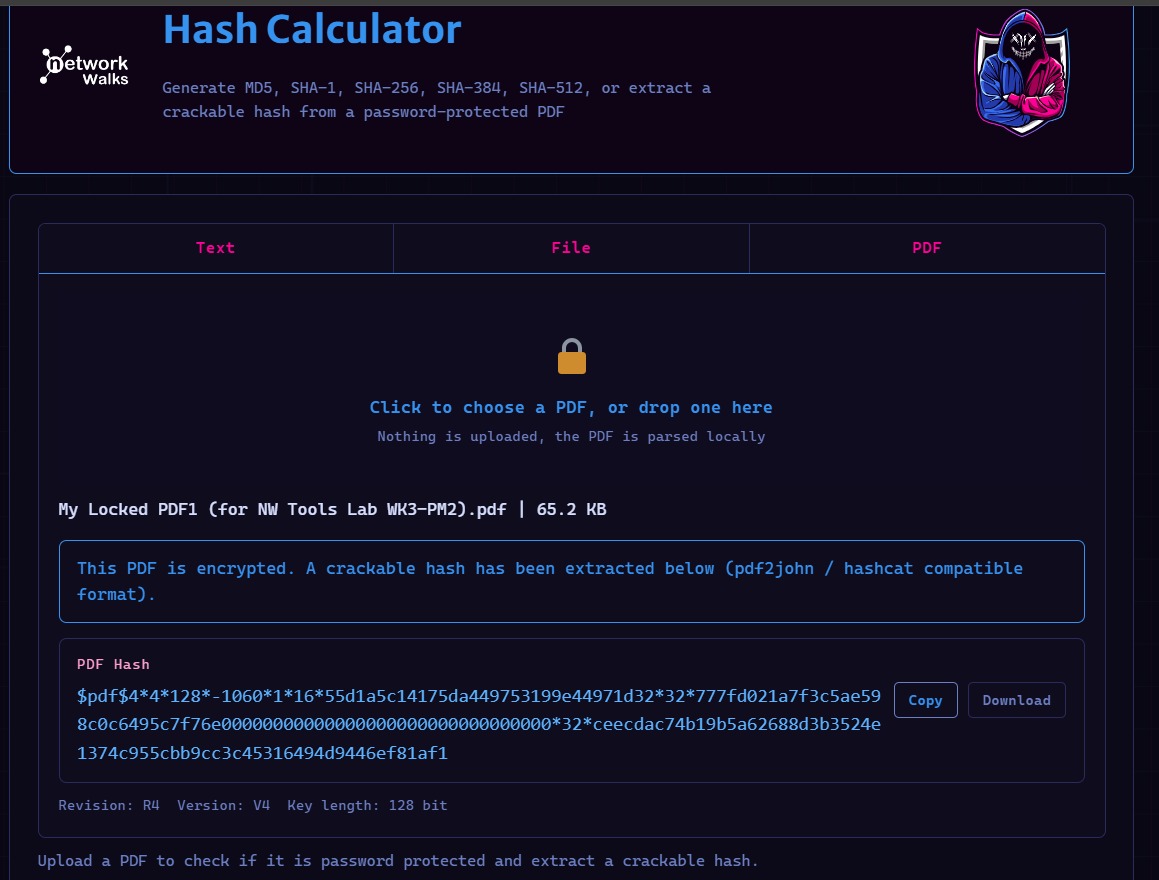 Hash Calculator
network
Walks
Generate MD5, SHA-1, SHA-256, SHA-384, SHA-512, or extract a
crackable hash from a password-protected PDF
Text
File
PDF
Click to choose a PDF, or drop one here
Nothing is uploaded, the PDF is parsed locally
My Locked PDF1 (for NW Tools Lab WK3-PM2).pdf | 65.2 KB
This PDF is encrypted. A crackable hash has been extracted below (pdf2john / hashcat compatible
format).
PDF Hash
$pdf$4*4*128*-1060*1*16*55d1a5c14175da449753199e44971d32*32*777fd021a7f3c5ae59
8c0c6495c7f76e00000000000000000000000000000000*32*ceecdac74b19b5a62688d3b3524e
1374c955cbb9cc3c45316494d9446ef81af1
Copy
Download
Revision: R4 Version: V4 Key length: 128 bit
Upload a PDF to check if it is password protected and extract a crackable hash.